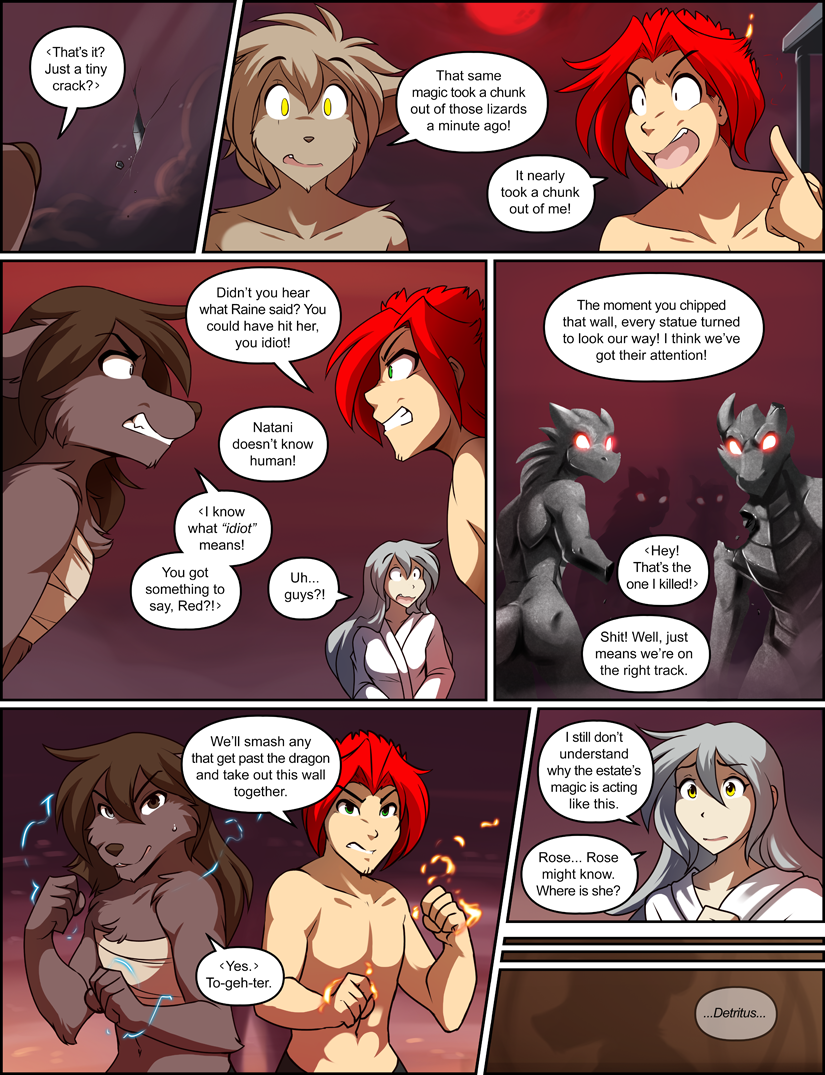 ‹That's it?
Just a tiny
crack?›
That same
magic took a chunk
out of those lizards
a minute ago!
It nearly
took a chunk
out of me!
Didn't you hear
what Raine said? You
could have hit her,
you idiot!
Natani
doesn't know
human!
‹I know
what "idiot"
means!
You got
something to
say, Red?!›
Uh...
guys?!
The moment you chipped
that wall, every statue turned
to look our way! I think we've
got their attention!
‹Hey!
That's the
one I killed!›
Shit! Well, just
means we're on
the right track.
We'll smash any
that get past the dragon
and take out this wall
together.
‹Yes.›
To-geh-ter.
I still don't
understand
why the estate's
magic is acting
like this.
Rose... Rose
might know.
Where is she?
...Detritus...